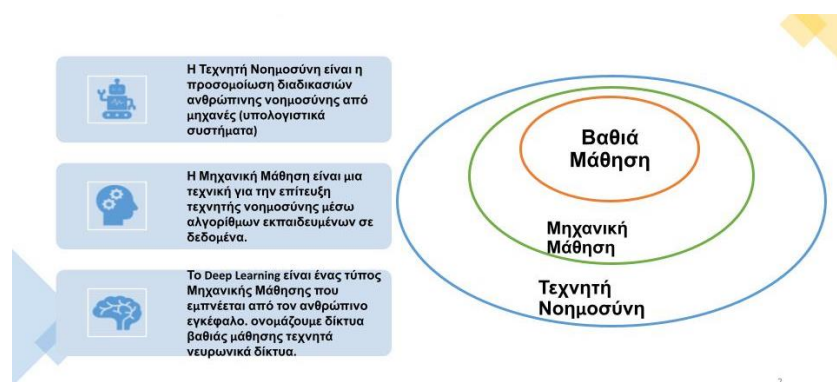 Η Τεχνητή Νοημοσύνη είναι η
προσομοίωση διαδικασιών
ανθρώπινης νοημοσύνης από
μηχανές (υπολογιστικά
συστήματα)
Η Μηχανική Μάθηση είναι μια
τεχνική για την επίτευξη
τεχνητής νοημοσύνης μέσω
αλγορίθμων εκπαιδευμένων σε
δεδομένα.
Το Deep Learning είναι ένας τύπος
Μηχανικής Μάθησης που
εμπνέεται από τον ανθρώπινο
εγκέφαλο. ονομάζουμε δίκτυα
βαθιάς μάθησης τεχνητά
νευρωνικά δίκτυα.
Βαθιά
Μάθηση
Μηχανική
Μάθηση
Τεχνητή
Νοημοσύνη